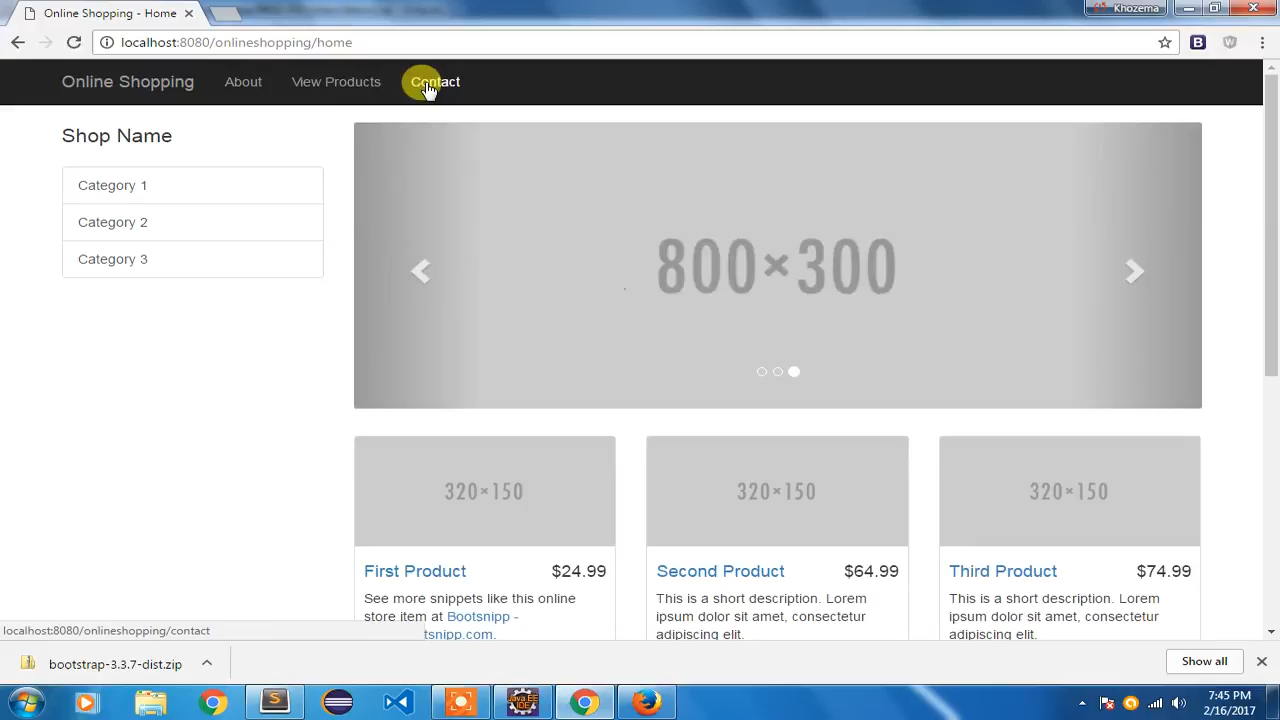 Online Shopping - Home
Khozema
localhost:8080/onlineshopping/home
B
W
Online Shopping About View Products Contact
Shop Name
Category 1
Category 2
Category 3
800×300
320×150 320×150 320×150
First Product $24.99
See more snippets like this online
store item at Bootsnipp -
tsnipp.com.
Second Product $64.99
This is a short description. Lorem
ipsum dolor sit amet, consectetur
adipiscing elit.
Third Product $74.99
This is a short description. Lorem
ipsum dolor sit amet, consectetur
adipiscing elit.
localhost:8080/onlineshopping/contact
bootstrap-3.3.7-dist.zip
Show all
S
Java EE
IDE
7:45 PM
2/16/2017